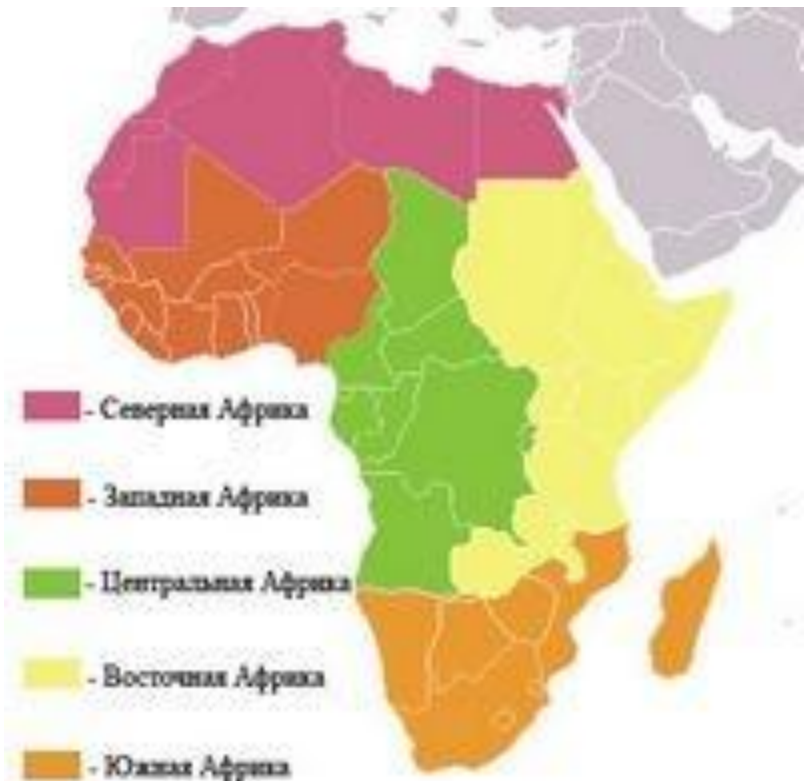 - Северная Африка
- Западная Африка
- Центральная Африка
- Восточная Африка
- Южная Африка